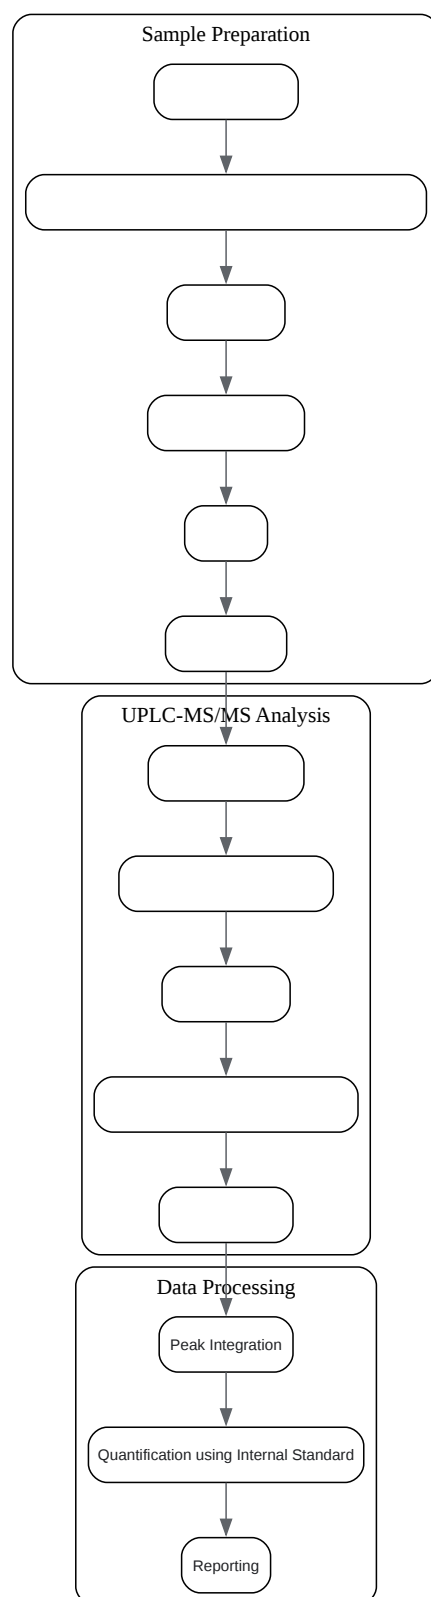 Sample Preparation
UPLC-MS/MS Analysis
Data Processing
Peak Integration
Quantification using Internal Standard
Reporting